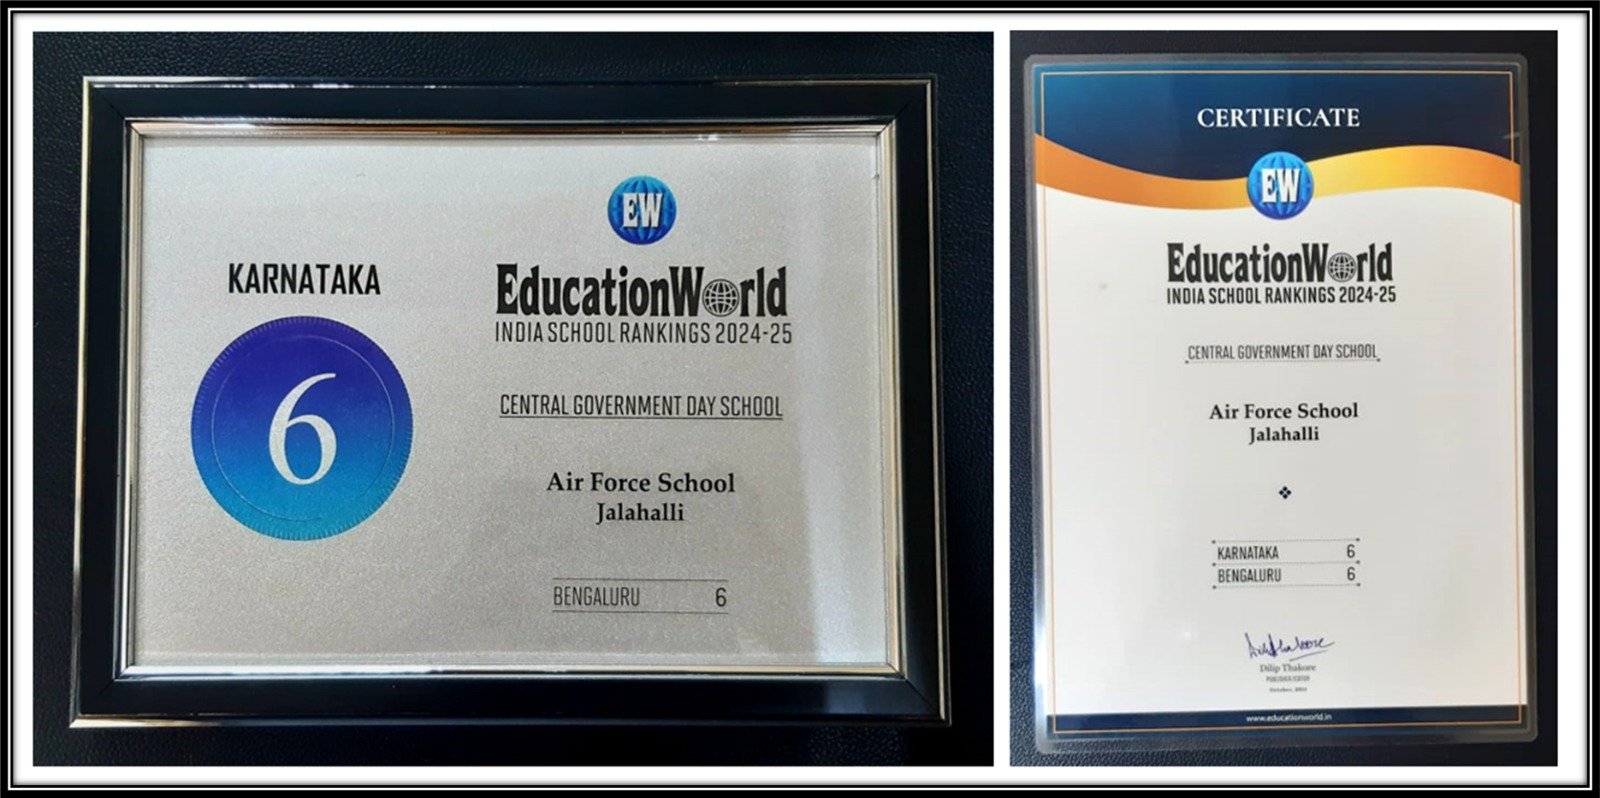 KARNATAKA
6
EW
EducationWorld
INDIA SCHOOL RANKINGS 2024-25
CENTRAL GOVERNMENT DAY SCHOOL
Air Force School
Jalahalli
BENGALURU 6
CERTIFICATE
EW
EducationWorld
INDIA SCHOOL RANKINGS 2024-25
CENTRAL GOVERNMENT DAY SCHOOL
Air Force School
Jalahalli
KARNATAKA 6
BENGALURU 6
Dilip Thakore
PUBLISHER/EDITOR
www.educationworld.in